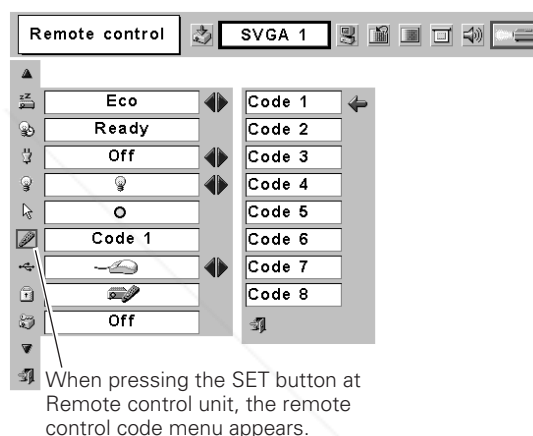 Remote control
SVGA 1
Eco
Ready
Off
Code 1
Off
Code 1
Code 2
Code 3
Code 4
Code 5
Code 6
Code 7
Code 8
When pressing the SET button at
Remote control unit, the remote
control code menu appears.